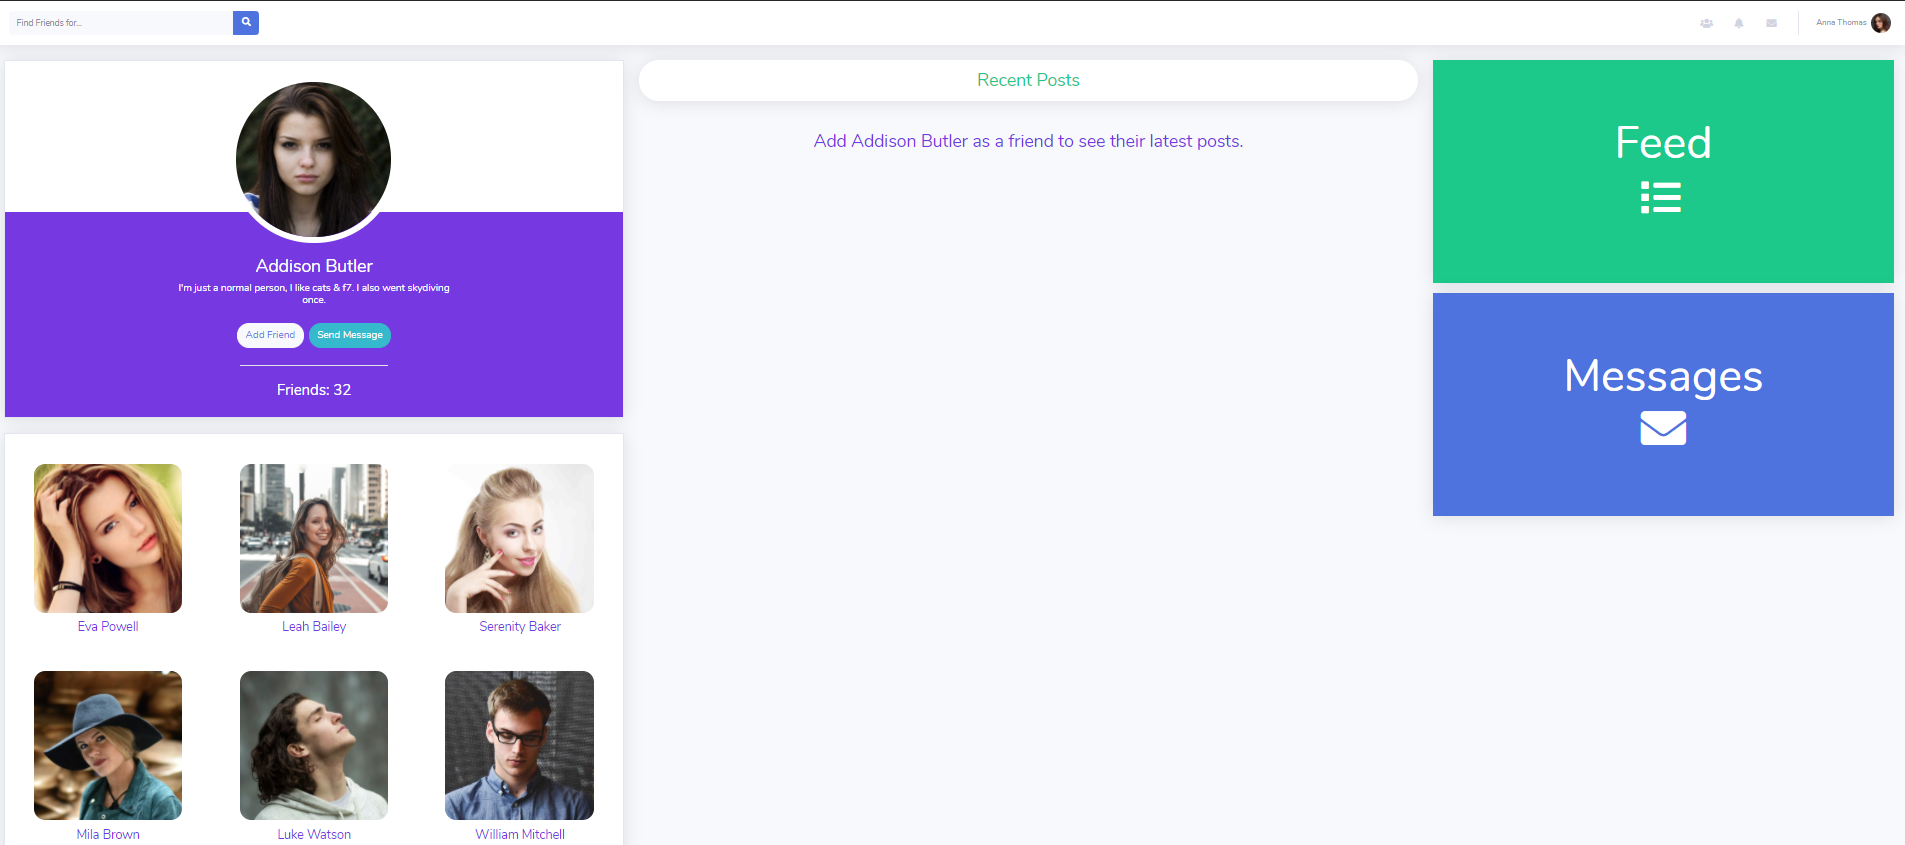 Find Friends for...
Anna Thomas
Addison Butler
I'm just a normal person, I like cats & f7. I also went skydiving
once.
Add Friend
Send Message
Friends: 32
Eva Powell
Leah Bailey
Serenity Baker
Mila Brown
Luke Watson
William Mitchell
Recent Posts
Add Addison Butler as a friend to see their latest posts.
Feed
Messages